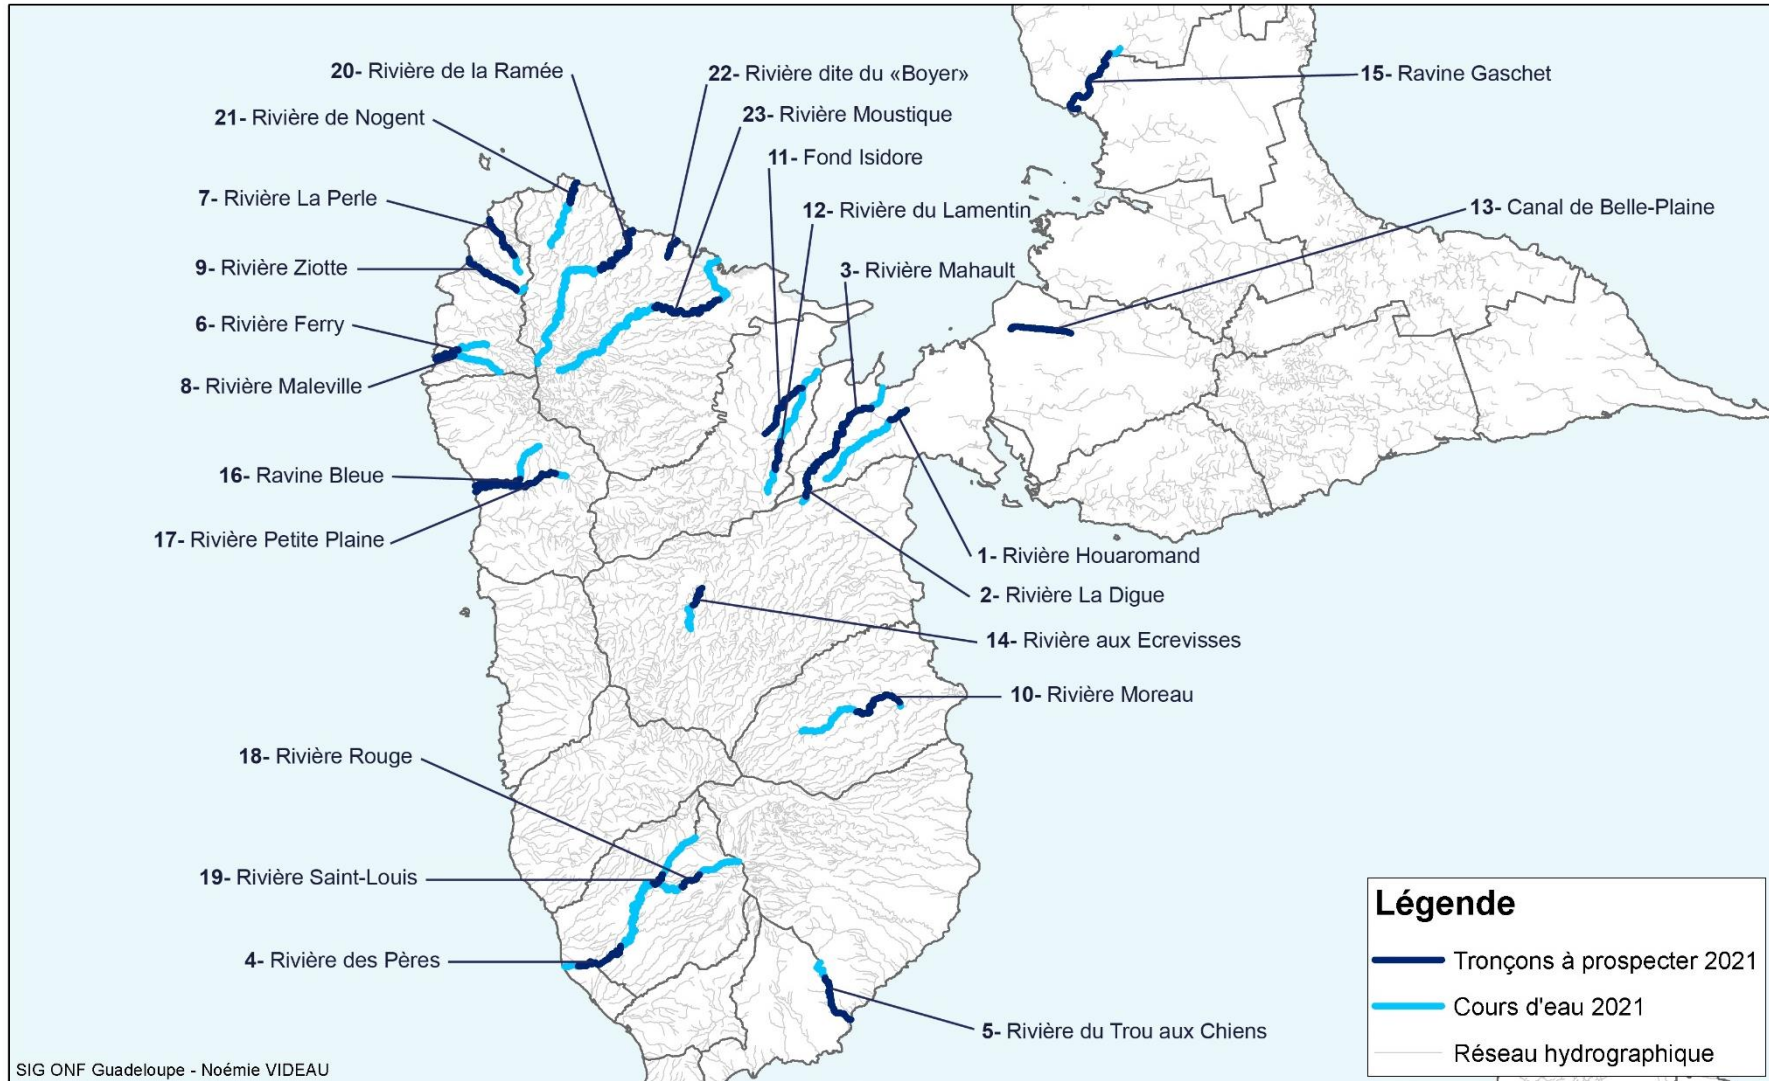 20- Rivière de la Ramée
22- Rivière dite du «Boyer»
15- Ravine Gaschet
21- Rivière de Nogent
23- Rivière Moustique
11- Fond Isidore
7- Rivière La Perle
12- Rivière du Lamentin
13- Canal de Belle-Plaine
9- Rivière Ziotte
3- Rivière Mahault
6- Rivière Ferry
8- Rivière Maleville
16- Ravine Bleue
17- Rivière Petite Plaine
1- Rivière Houaromand
2- Rivière La Digue
14- Rivière aux Ecrevisses
10- Rivière Moreau
18- Rivière Rouge
19- Rivière Saint-Louis
4- Rivière des Pères
5- Rivière du Trou aux Chiens
Légende
Tronçons à prospecter 2021
Cours d'eau 2021
Réseau hydrographique
SIG ONF Guadeloupe - Noémie VIDEAU